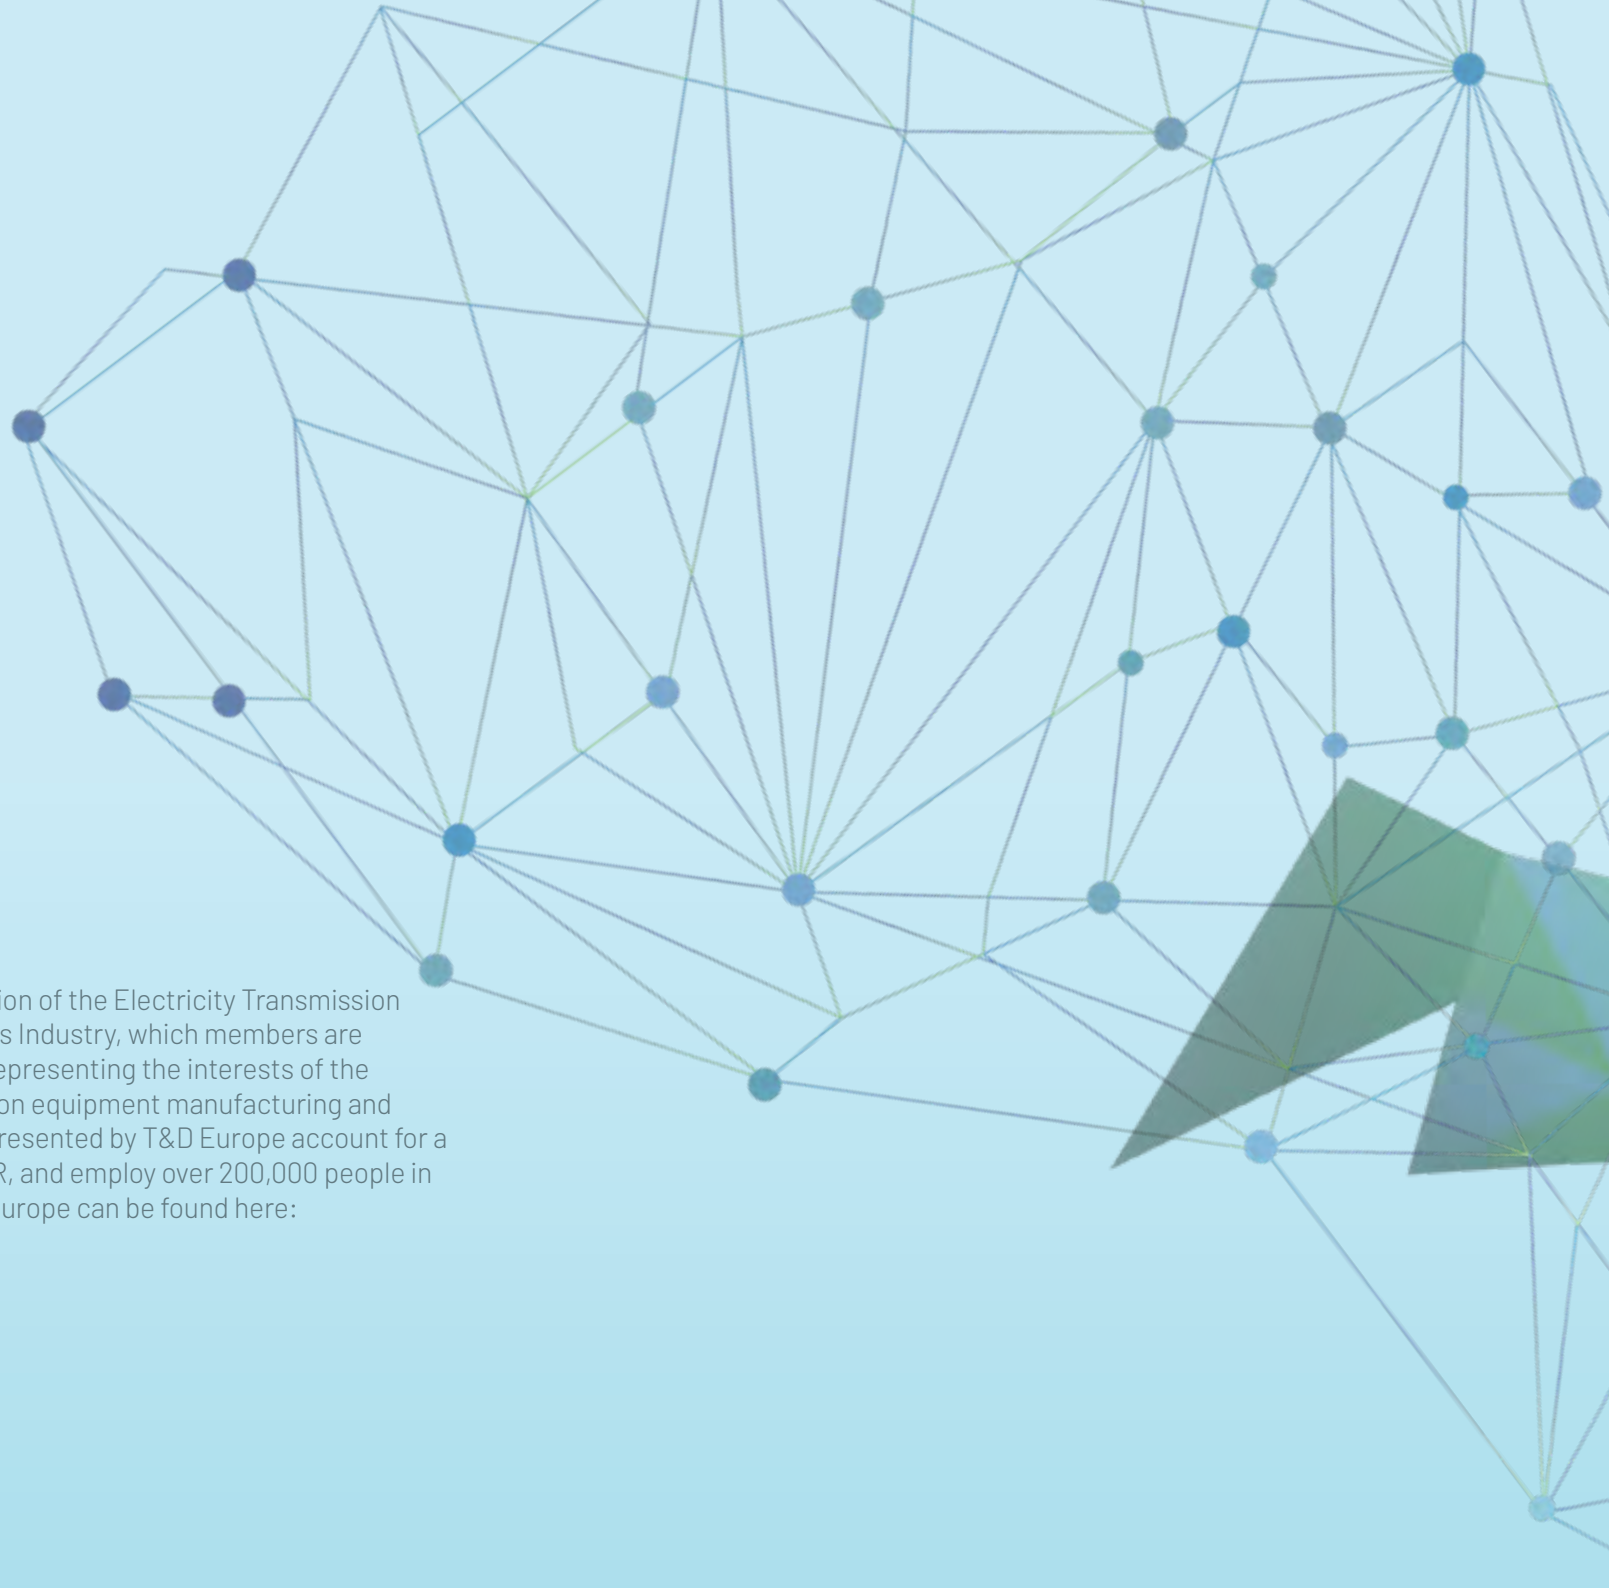 ion of the Electricity Transmission
s Industry, which members are
epresenting the interests of the
on equipment manufacturing and
resented by T&D Europe account for a
R, and employ over 200,000 people in
urope can be found here: